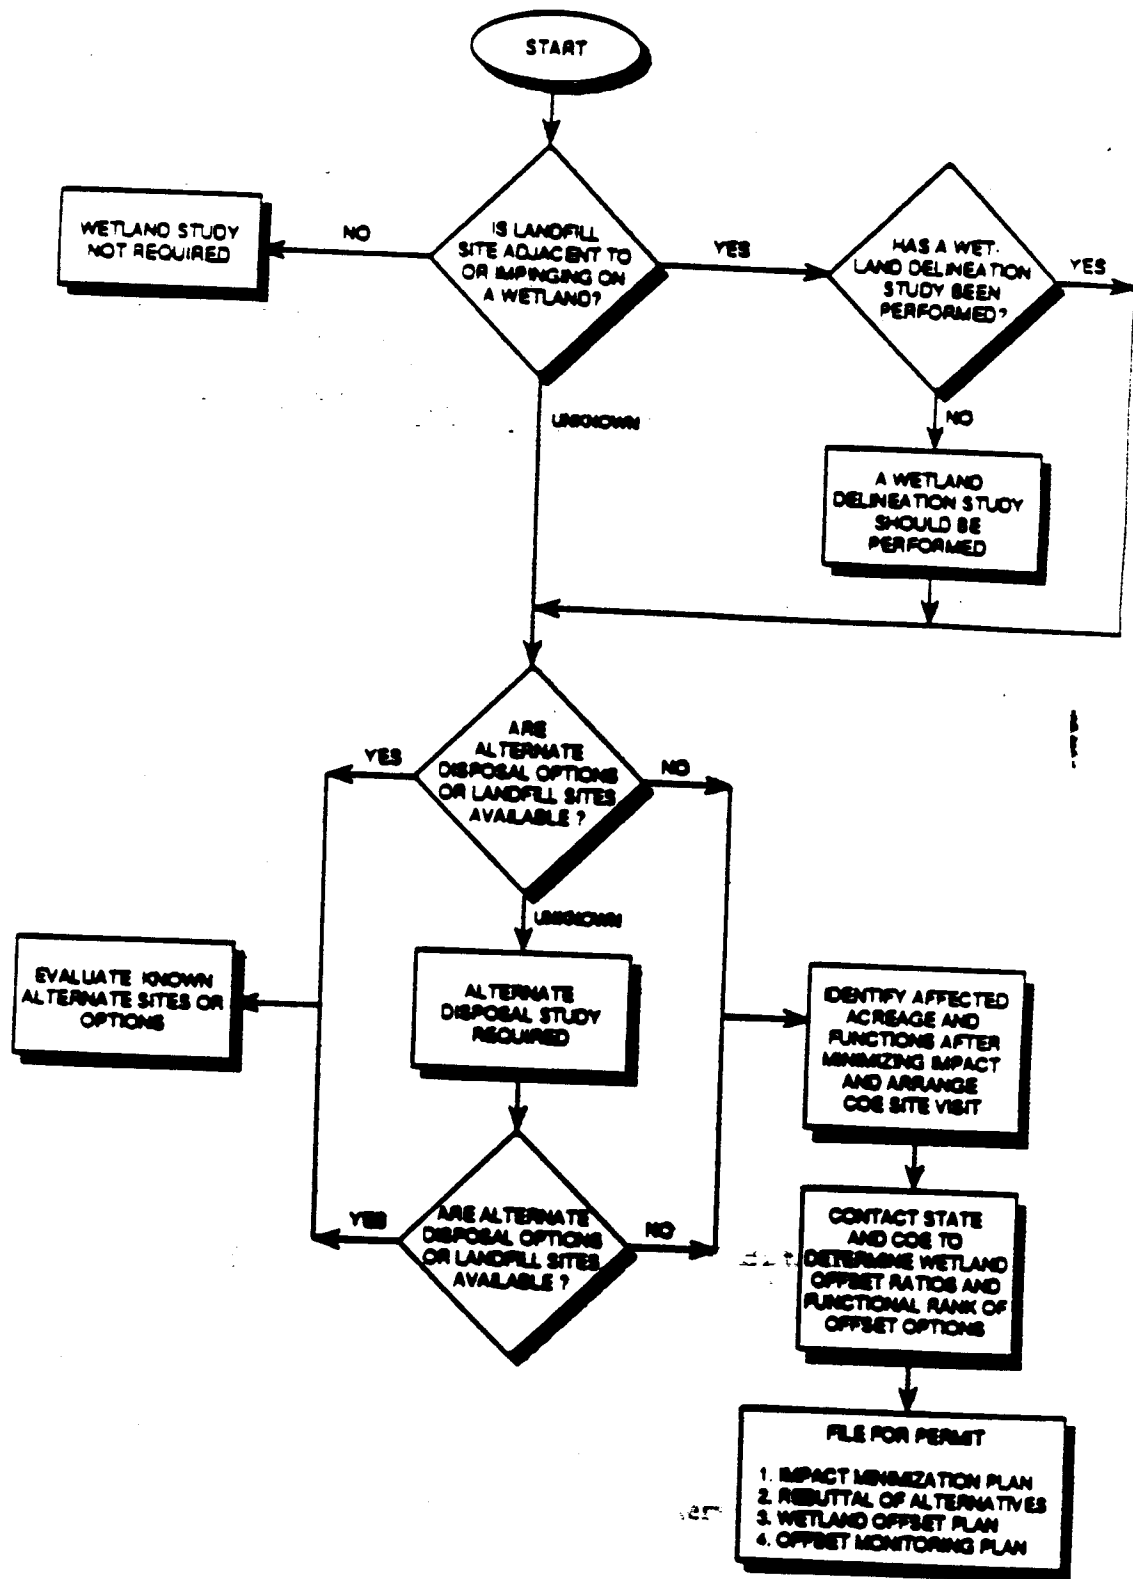 START
IS LANDFILL
SITE ADJACENT TO
OR IMPINGING ON
A WETLAND?
NO
WETLAND STUDY
NOT REQUIRED
YES
HAS A WET-
LAND DELINEATION
STUDY BEEN
PERFORMED?
YES
NO
A WETLAND
DELINEATION STUDY
SHOULD BE
PERFORMED
UNKNOWN
ARE
ALTERNATE
DISPOSAL OPTIONS
OR LANDFILL SITES
AVAILABLE ?
YES
NO
UNKNOWN
EVALUATE KNOWN
ALTERNATE SITES OR
OPTIONS
ALTERNATE
DISPOSAL STUDY
REQUIRED
ARE ALTERNATE
DISPOSAL OPTIONS
OR LANDFILL SITES
AVAILABLE ?
YES
NO
IDENTIFY AFFECTED
ACREAGE AND
FUNCTIONS AFTER
MINIMIZING IMPACT
AND ARRANGE
COE SITE VISIT
CONTACT STATE
AND COE TO
DETERMINE WETLAND
OFFSET RATIOS AND
FUNCTIONAL RANK OF
OFFSET OPTIONS
FILE FOR PERMIT
1. IMPACT MINIMIZATION PLAN
2. REBUTTAL OF ALTERNATIVES
3. WETLAND OFFSET PLAN
4. OFFSET MONITORING PLAN